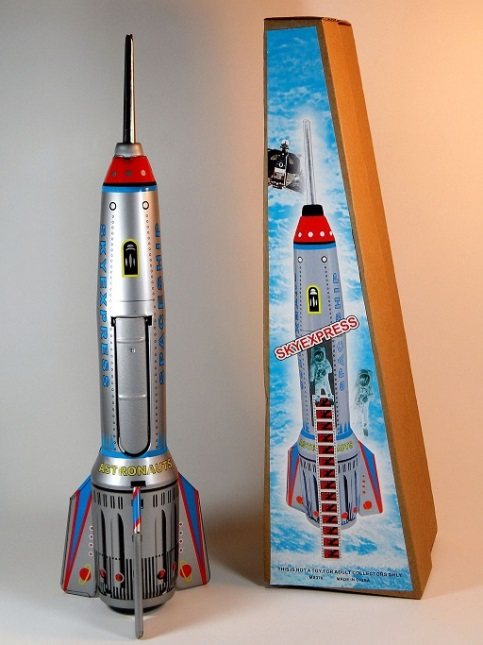 SKYEXPRESS
SPACESHIP
ASTRONAUTS
SKYEXPRESS
THIS IS NOT A TOY.FOR ADULT COLLECTORS ONLY
MADE IN CHINA